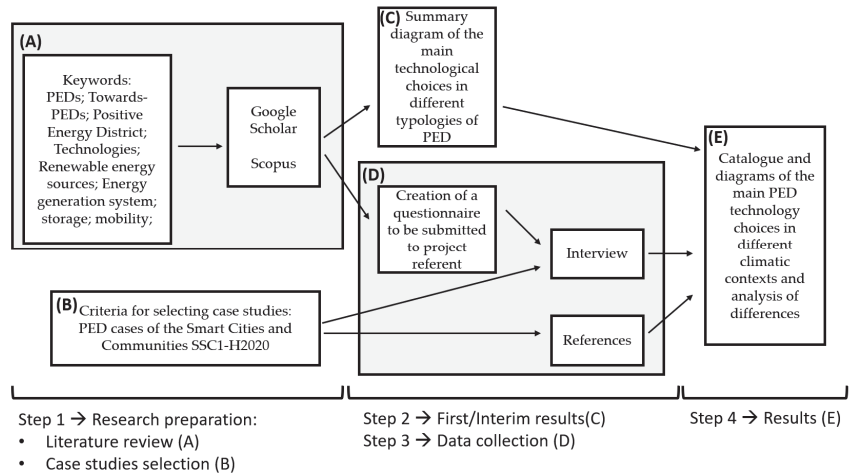 (A)
Keywords:
PEDs; Towards-
PEDs; Positive
Energy District;
Technologies;
Renewable energy
sources; Energy
generation system;
storage; mobility;
Google
Scholar
Scopus
(B) Criteria for selecting case studies:
PED cases of the Smart Cities and
Communities SSC1-H2020
(C) Summary
diagram of the
main
technological
choices in
different
typologies of
PED
(D)
Creation of a
questionnaire
to be submitted
to project
referent
Interview
References
(E)
Catalogue and
diagrams of the
main PED
technology
choices in
different
climatic
contexts and
analysis of
differences
Step 1 → Research preparation:
• Literature review (A)
• Case studies selection (B)
Step 2 → First/Interim results(C)
Step 3 → Data collection (D)
Step 4 → Results (E)